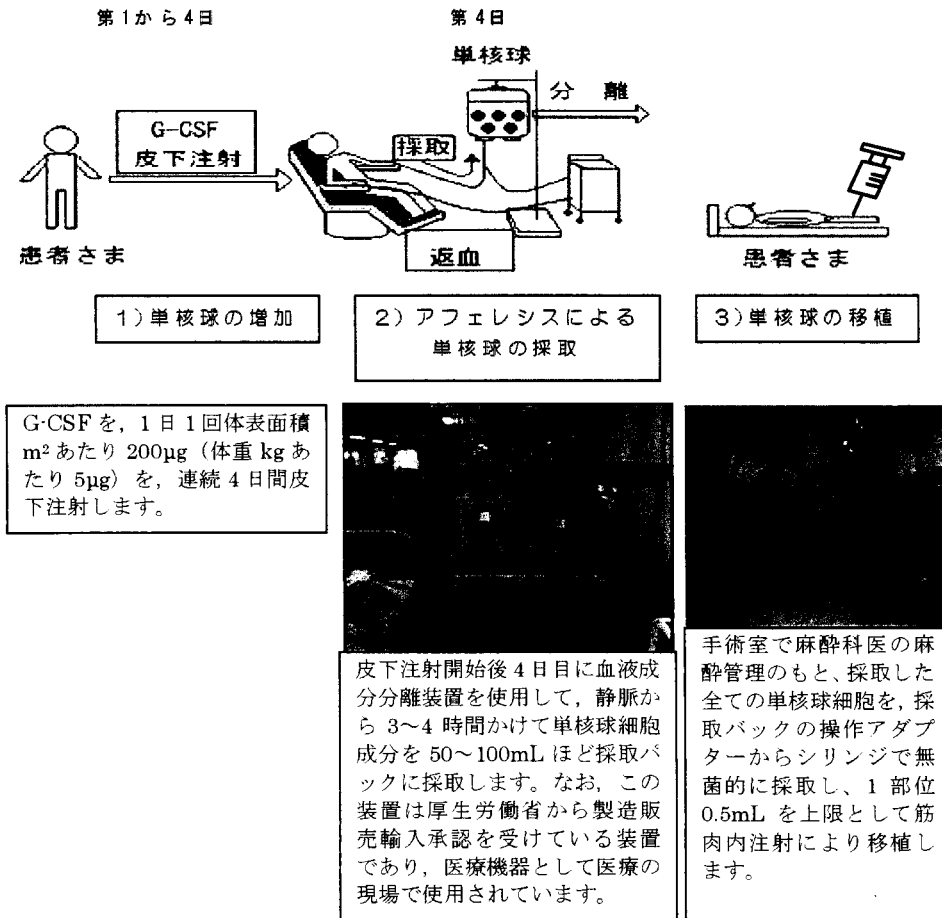 第1から4日
第4日
単核球
分離
G-CSF
皮下注射
採取
患者さま
返血
患者さま
1)単核球の増加
2)アフェレシスによる
単核球の採取
3)単核球の移植
G-CSFを，1日1回体表面積
m²あたり 200μg（体重 kgあ
たり 5μg）を，連続4日間皮
下注射します。
皮下注射開始後4日目に血液成
分分離装置を使用して，静脈か
ら 3～4 時間かけて単核球細胞
成分を 50～100mL ほど採取バ
ックに採取します。なお，この
装置は厚生労働省から製造販
売輸入承認を受けている装置
であり，医療機器として医療の
現場で使用されています。
手術室で麻酔科医の麻
酔管理のもと、採取した
全ての単核球細胞を，採
取バックの操作アダプ
ターからシリンジで無
菌的に採取し、1 部位
0.5mL を上限として筋
肉内注射により移植し
ます。